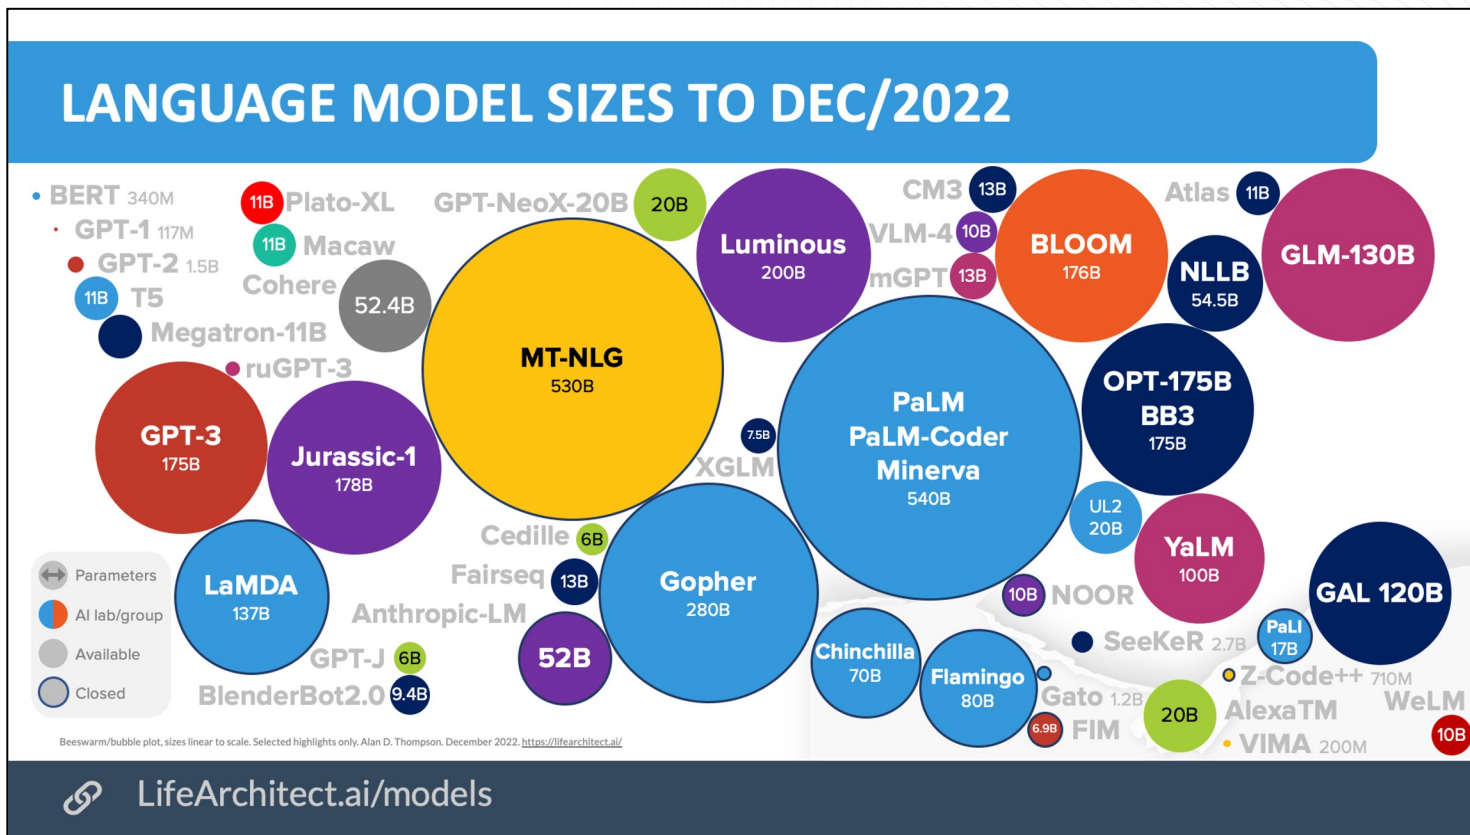 LANGUAGE MODEL SIZES TO DEC/2022
BERT 340M
GPT-1 117M
GPT-2 1.5B
11B T5
Megatron-11B
ruGPT-3
11B Plato-XL
11B Macaw
Cohere
52.4B
GPT-NeoX-20B 20B
MT-NLG
530B
Luminous
200B
CM3 13B
VLM-4 10B
mGPT 13B
BLOOM
176B
Atlas 11B
NLLB
54.5B
GLM-130B
GPT-3
175B
Jurassic-1
178B
7.5B
XGLM
PaLM
PaLM-Coder
Minerva
540B
OPT-175B
BB3
175B
UL2
20B
YaLM
100B
LaMDA
137B
Cedille 6B
Fairseq 13B
Anthropic-LM
52B
GPT-J 6B
BlenderBot2.0 9.4B
Gopher
280B
Chinchilla
70B
Flamingo
80B
10B NOOR
SeeKeR 2.7B
Gato 1.2B
6.9B FIM
PaLI
17B
GAL 120B
Z-Code++ 710M
20B AlexaTM
VIMA 200M
WeLM
10B
Parameters
AI lab/group
Available
Closed
Beeswarm/bubble plot, sizes linear to scale. Selected highlights only. Alan D. Thompson. December 2022. https://lifearchitect.ai/
LifeArchitect.ai/models